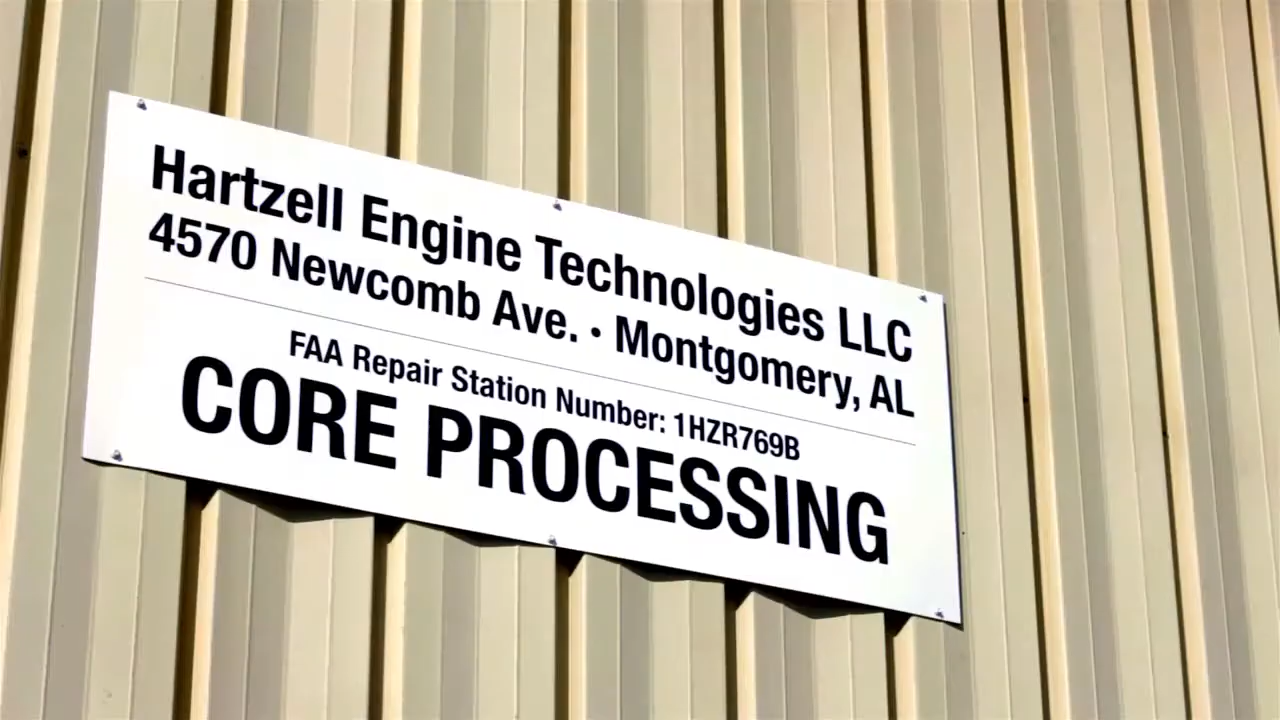 Hartzell Engine Technologies LLC
4570 Newcomb Ave. • Montgomery, AL
FAA Repair Station Number: 1HZR769B
CORE PROCESSING